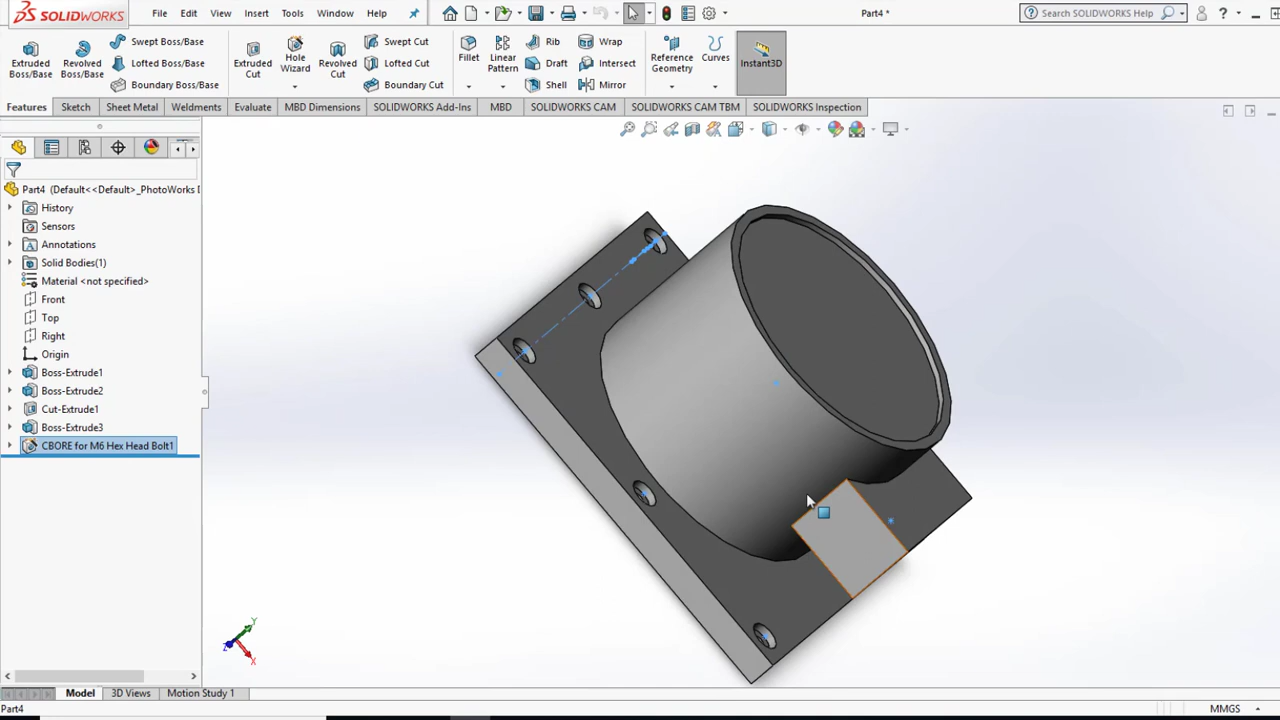 SOLIDWORKS File Edit View Insert Tools Window Help Part4 * Search SOLIDWORKS Help
Extruded Boss/Base
Revolved Boss/Base
Swept Boss/Base
Lofted Boss/Base
Boundary Boss/Base
Extruded Cut
Hole Wizard
Revolved Cut
Swept Cut
Lofted Cut
Boundary Cut
Fillet
Linear Pattern
Rib
Draft
Shell
Wrap
Intersect
Mirror
Reference Geometry
Curves
Instant3D
Features Sketch Sheet Metal Weldments Evaluate MBD Dimensions SOLIDWORKS Add-Ins MBD SOLIDWORKS CAM SOLIDWORKS CAM TBM SOLIDWORKS Inspection
Part4 (Default<<Default>_PhotoWorks D
History
Sensors
Annotations
Solid Bodies(1)
Material <not specified>
Front
Top
Right
Origin
Boss-Extrude1
Boss-Extrude2
Cut-Extrude1
Boss-Extrude3
CBORE for M6 Hex Head Bolt1
Y
Z
X
Model 3D Views Motion Study 1
Part4 MMGS